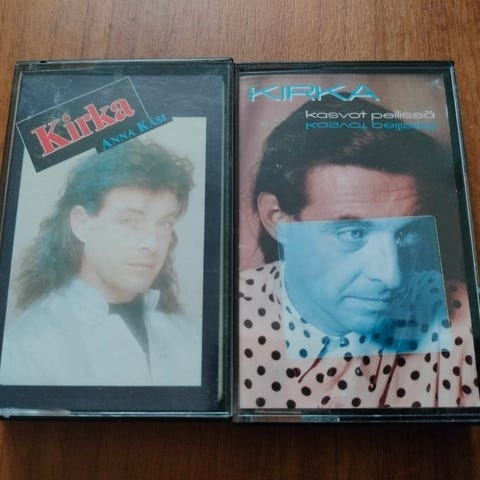 Kirka
ANNA KÄSI
KIRKA
kasvot peilissä
kasvot peilissä